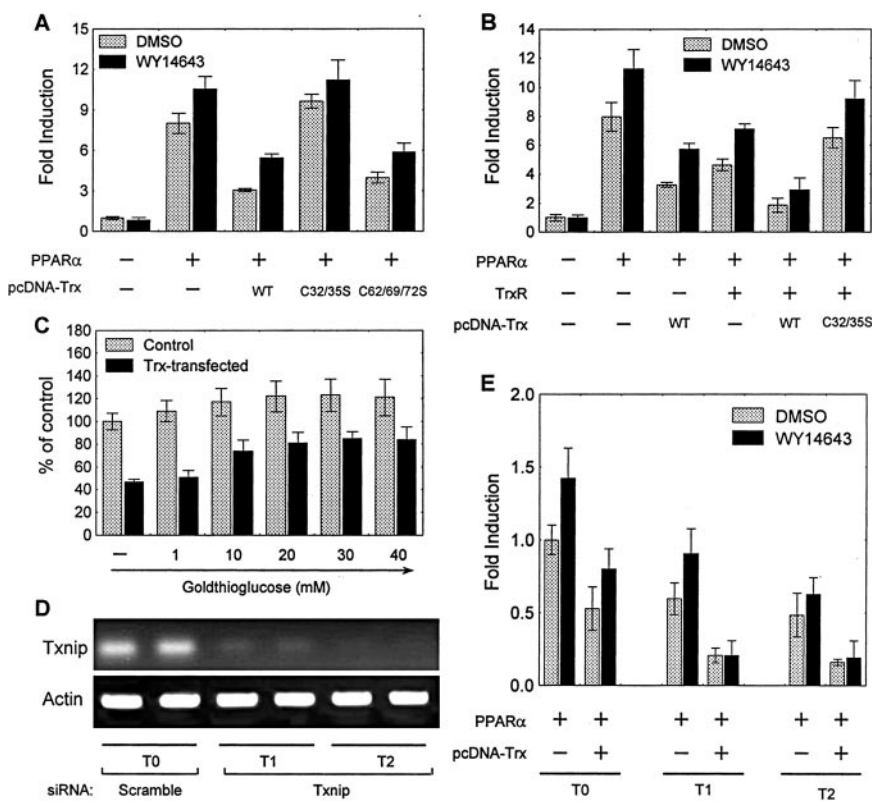 A
DMSO
WY14643
Fold Induction
15
12
9
6
3
0
PPARα − + + + +
pcDNA-Trx − − WT C32/35S C62/69/72S
B
DMSO
WY14643
Fold Induction
14
12
10
8
6
4
2
0
PPARα − + + + + +
TrxR − − − + + +
pcDNA-Trx − − WT − WT C32/35S
C
Control
Trx-transfected
% of control
180
160
140
120
100
80
60
40
20
0
− 1 10 20 30 40
Goldthioglucose (mM)
D
Txnip
Actin
T0 T1 T2
siRNA: Scramble Txnip
E
DMSO
WY14643
Fold Induction
2.0
1.5
1.0
0.5
0.0
PPARα + + + + + +
pcDNA-Trx − + − + − +
T0 T1 T2